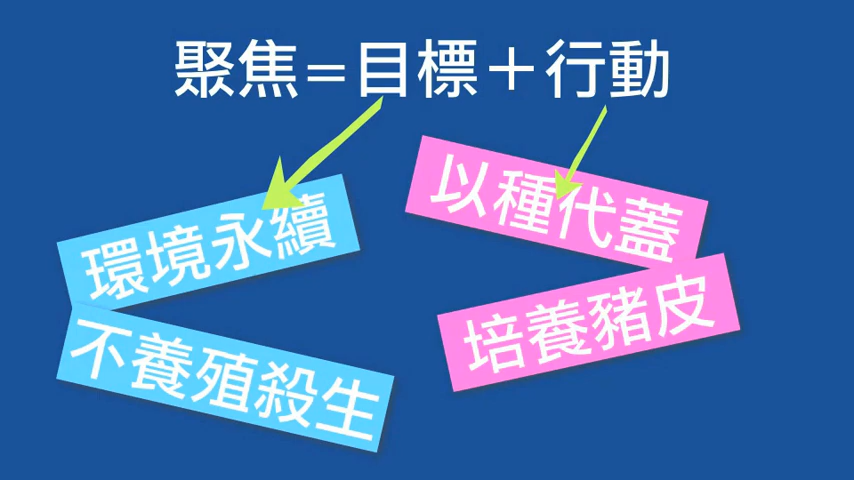 聚焦=目標＋行動
環境永續
不養殖殺生
以種代蓋
培養豬皮